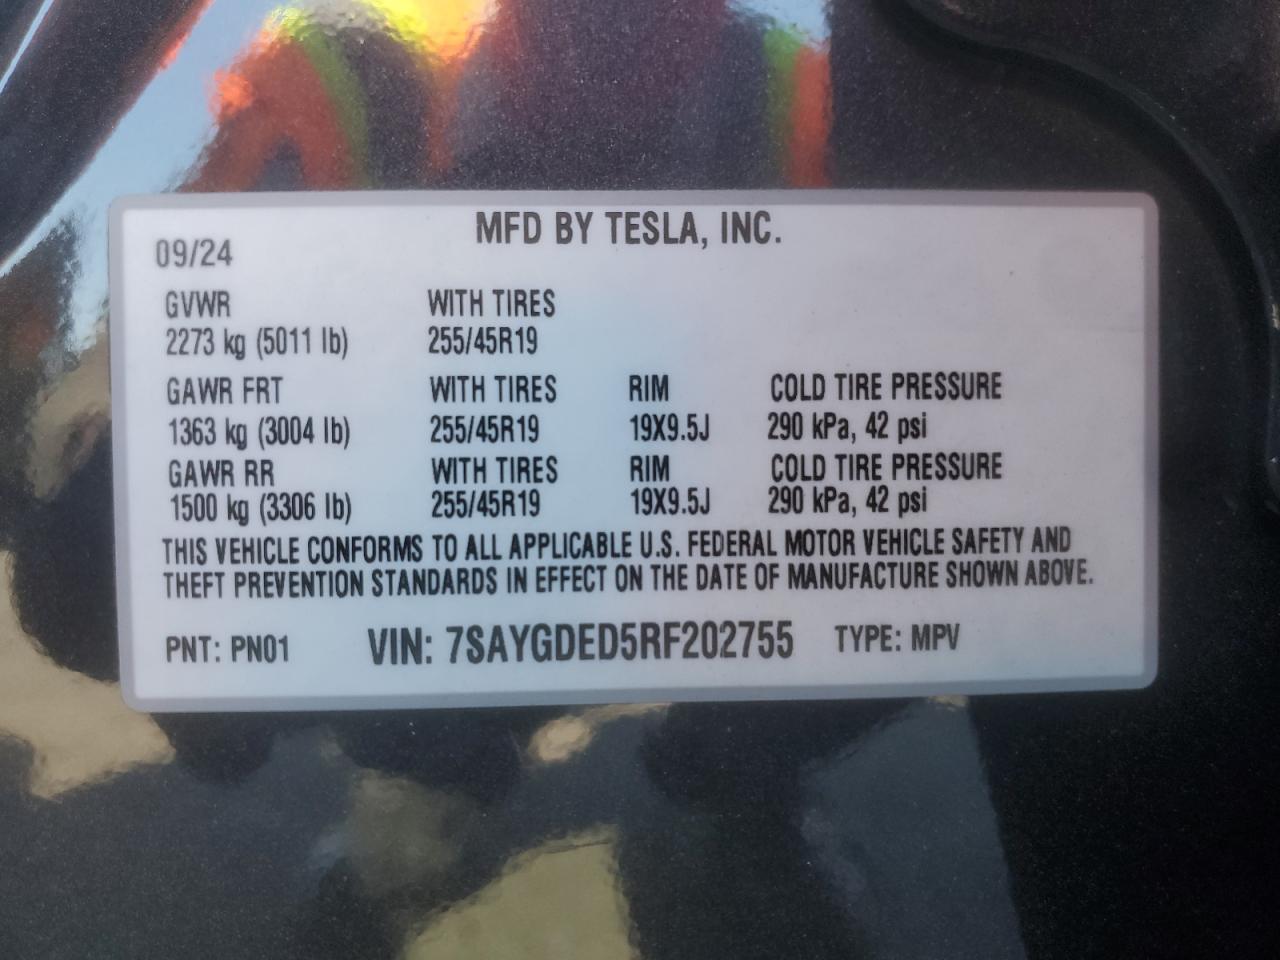 MFD BY TESLA, INC.
09/24
GVWR WITH TIRES
2273 kg (5011 lb) 255/45R19
GAWR FRT WITH TIRES RIM COLD TIRE PRESSURE
1363 kg (3004 lb) 255/45R19 19X9.5J 290 kPa, 42 psi
GAWR RR WITH TIRES RIM COLD TIRE PRESSURE
1500 kg (3306 lb) 255/45R19 19X9.5J 290 kPa, 42 psi
THIS VEHICLE CONFORMS TO ALL APPLICABLE U.S. FEDERAL MOTOR VEHICLE SAFETY AND
THEFT PREVENTION STANDARDS IN EFFECT ON THE DATE OF MANUFACTURE SHOWN ABOVE.
PNT: PN01 VIN: 7SAYGDED5RF202755 TYPE: MPV